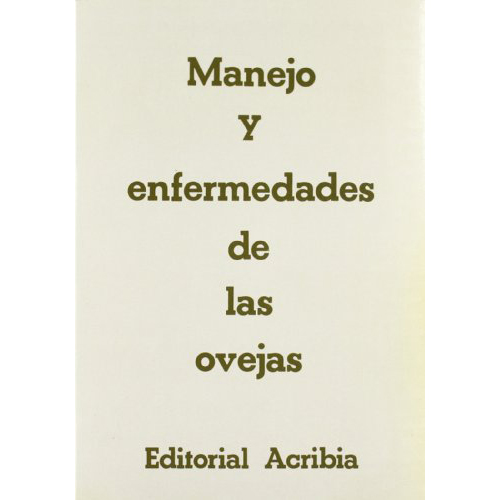 Manejo
y
enfermedades
de
las
ovejas
Editorial Acribia